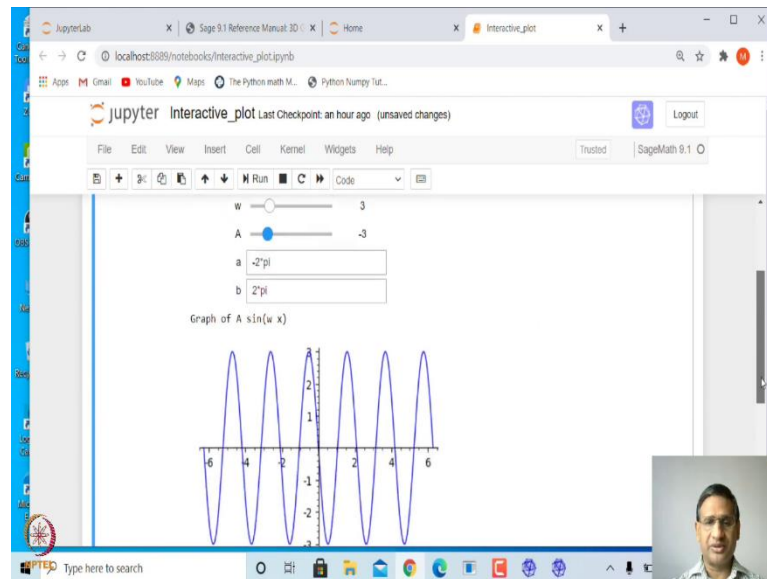 JupyterLab
Sage 9.1 Reference Manual: 3D G
Home
Interactive_plot
localhost:8889/notebooks/Interactive_plot.ipynb
Apps Gmail YouTube Maps The Python math M... Python Numpy Tut...
jupyter Interactive_plot Last Checkpoint: an hour ago (unsaved changes)
Logout
File Edit View Insert Cell Kernel Widgets Help
Trusted SageMath 9.1
Run Code
w 3
A -3
a -2*pi
b 2*pi
Graph of A sin(w x)
3
2
1
-6 -4 -2 2 4 6
-1
-2
-3
Type here to search